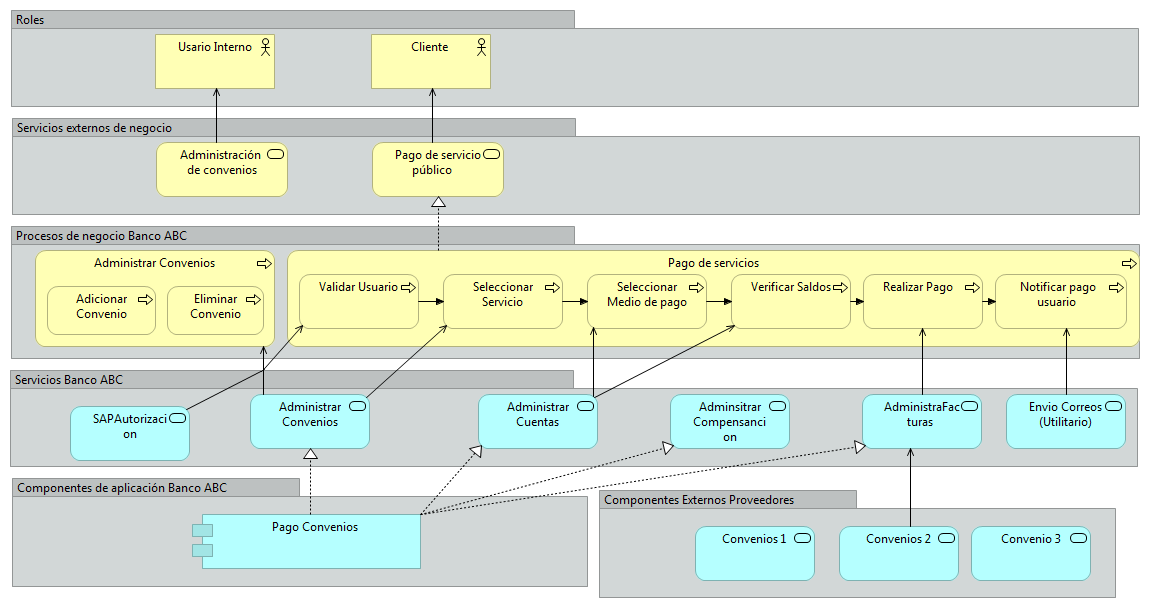 Roles
Usario Interno
Cliente
Servicios externos de negocio
Administración
de convenios
Pago de servicio
público
Procesos de negocio Banco ABC
Administrar Convenios
Adicionar
Convenio
Eliminar
Convenio
Pago de servicios
Validar Usuario
Seleccionar
Servicio
Seleccionar
Medio de pago
Verificar Saldos
Realizar Pago
Notificar pago
usuario
Servicios Banco ABC
SAPAutorizaci
on
Administrar
Convenios
Administrar
Cuentas
Adminsitrar
Compensanci
on
AdministraFac
turas
Envio Correos
(Utilitario)
Componentes de aplicación Banco ABC
Pago Convenios
Componentes Externos Proveedores
Convenios 1
Convenios 2
Convenio 3